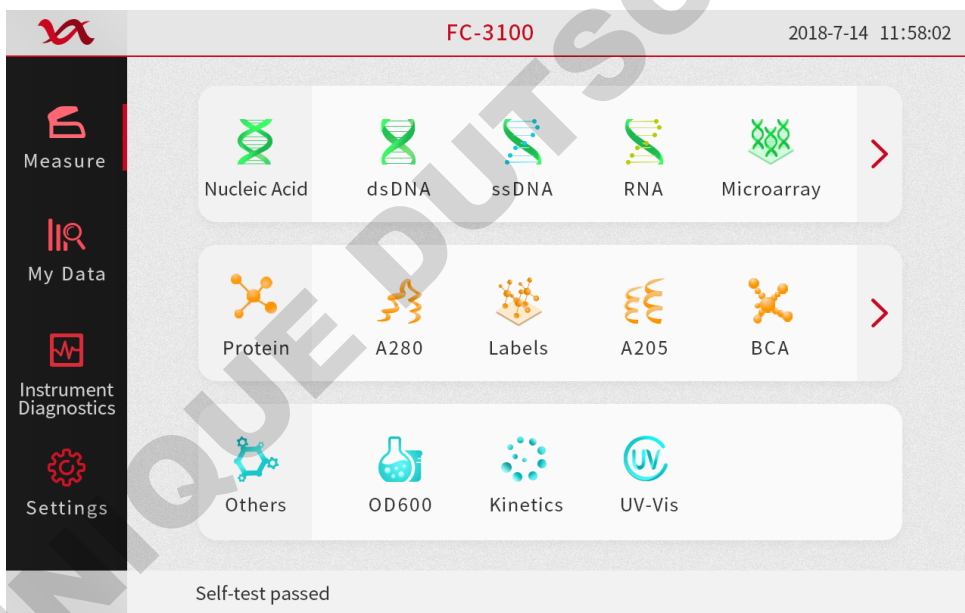 FC-3100
2018-7-14 11:58:02
Measure
My Data
Instrument
Diagnostics
Settings
Nucleic Acid
dsDNA
ssDNA
RNA
Microarray
Protein
A280
Labels
A205
BCA
Others
OD600
Kinetics
UV
UV-Vis
Self-test passed
NIQUE DUTSC